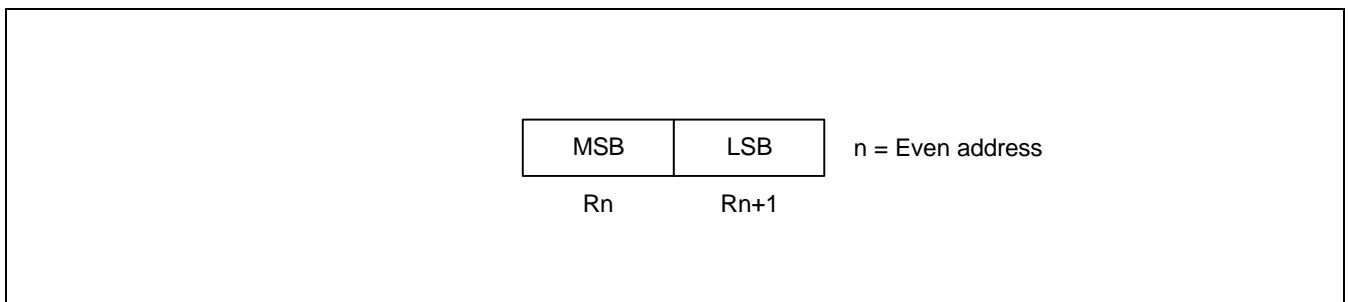 MSB LSB n = Even address
Rn Rn+1